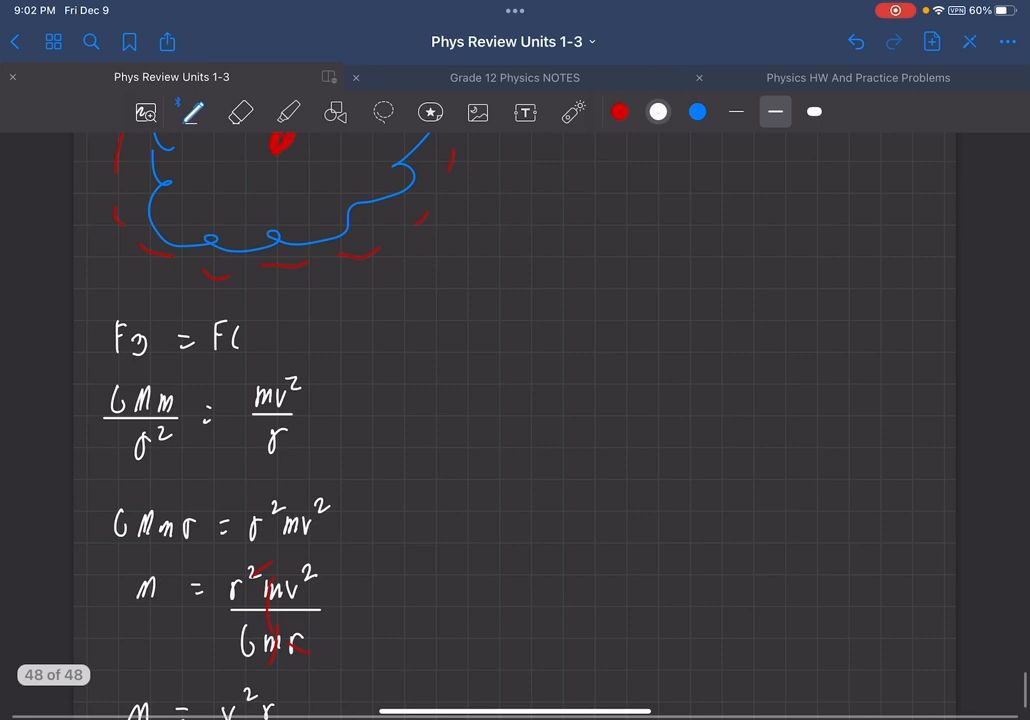 9:02 PM Fri Dec 9 VPN 60%
Phys Review Units 1-3
Phys Review Units 1-3 Grade 12 Physics NOTES Physics HW And Practice Problems
T
Fg = FC
GMm/r² = mv²/r
GMmr = r²mv²
M = r²mv²/Gmr
48 of 48
M = v²r